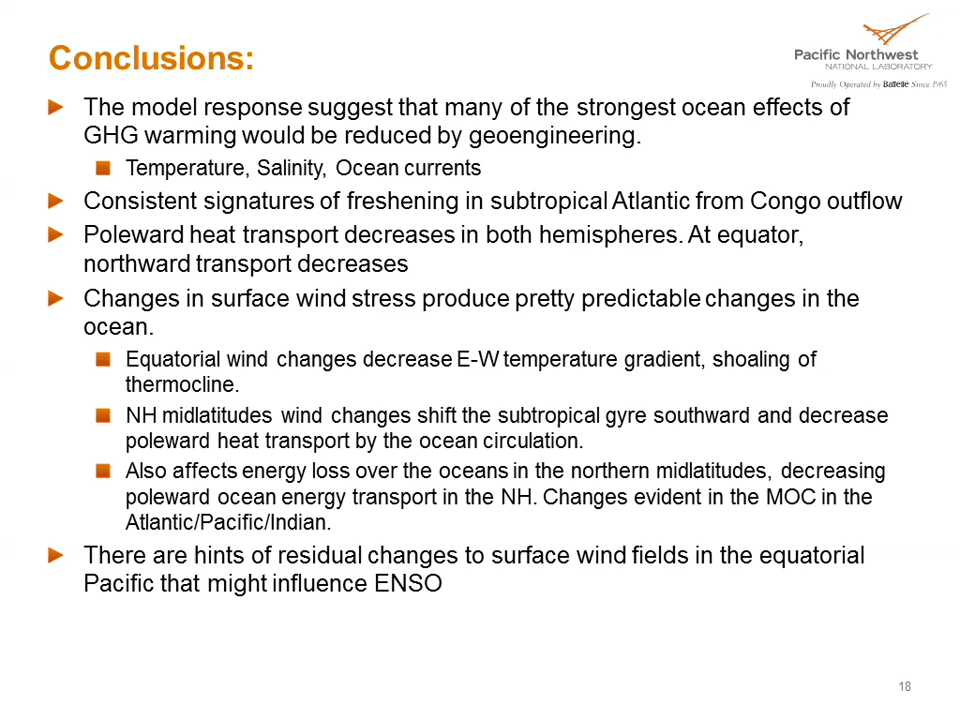 Conclusions:
Pacific Northwest
NATIONAL LABORATORY
Proudly Operated by Battelle Since 1965
The model response suggest that many of the strongest ocean effects of
GHG warming would be reduced by geoengineering.
Temperature, Salinity, Ocean currents
Consistent signatures of freshening in subtropical Atlantic from Congo outflow
Poleward heat transport decreases in both hemispheres. At equator,
northward transport decreases
Changes in surface wind stress produce pretty predictable changes in the
ocean.
Equatorial wind changes decrease E-W temperature gradient, shoaling of
thermocline.
NH midlatitudes wind changes shift the subtropical gyre southward and decrease
poleward heat transport by the ocean circulation.
Also affects energy loss over the oceans in the northern midlatitudes, decreasing
poleward ocean energy transport in the NH. Changes evident in the MOC in the
Atlantic/Pacific/Indian.
There are hints of residual changes to surface wind fields in the equatorial
Pacific that might influence ENSO
18